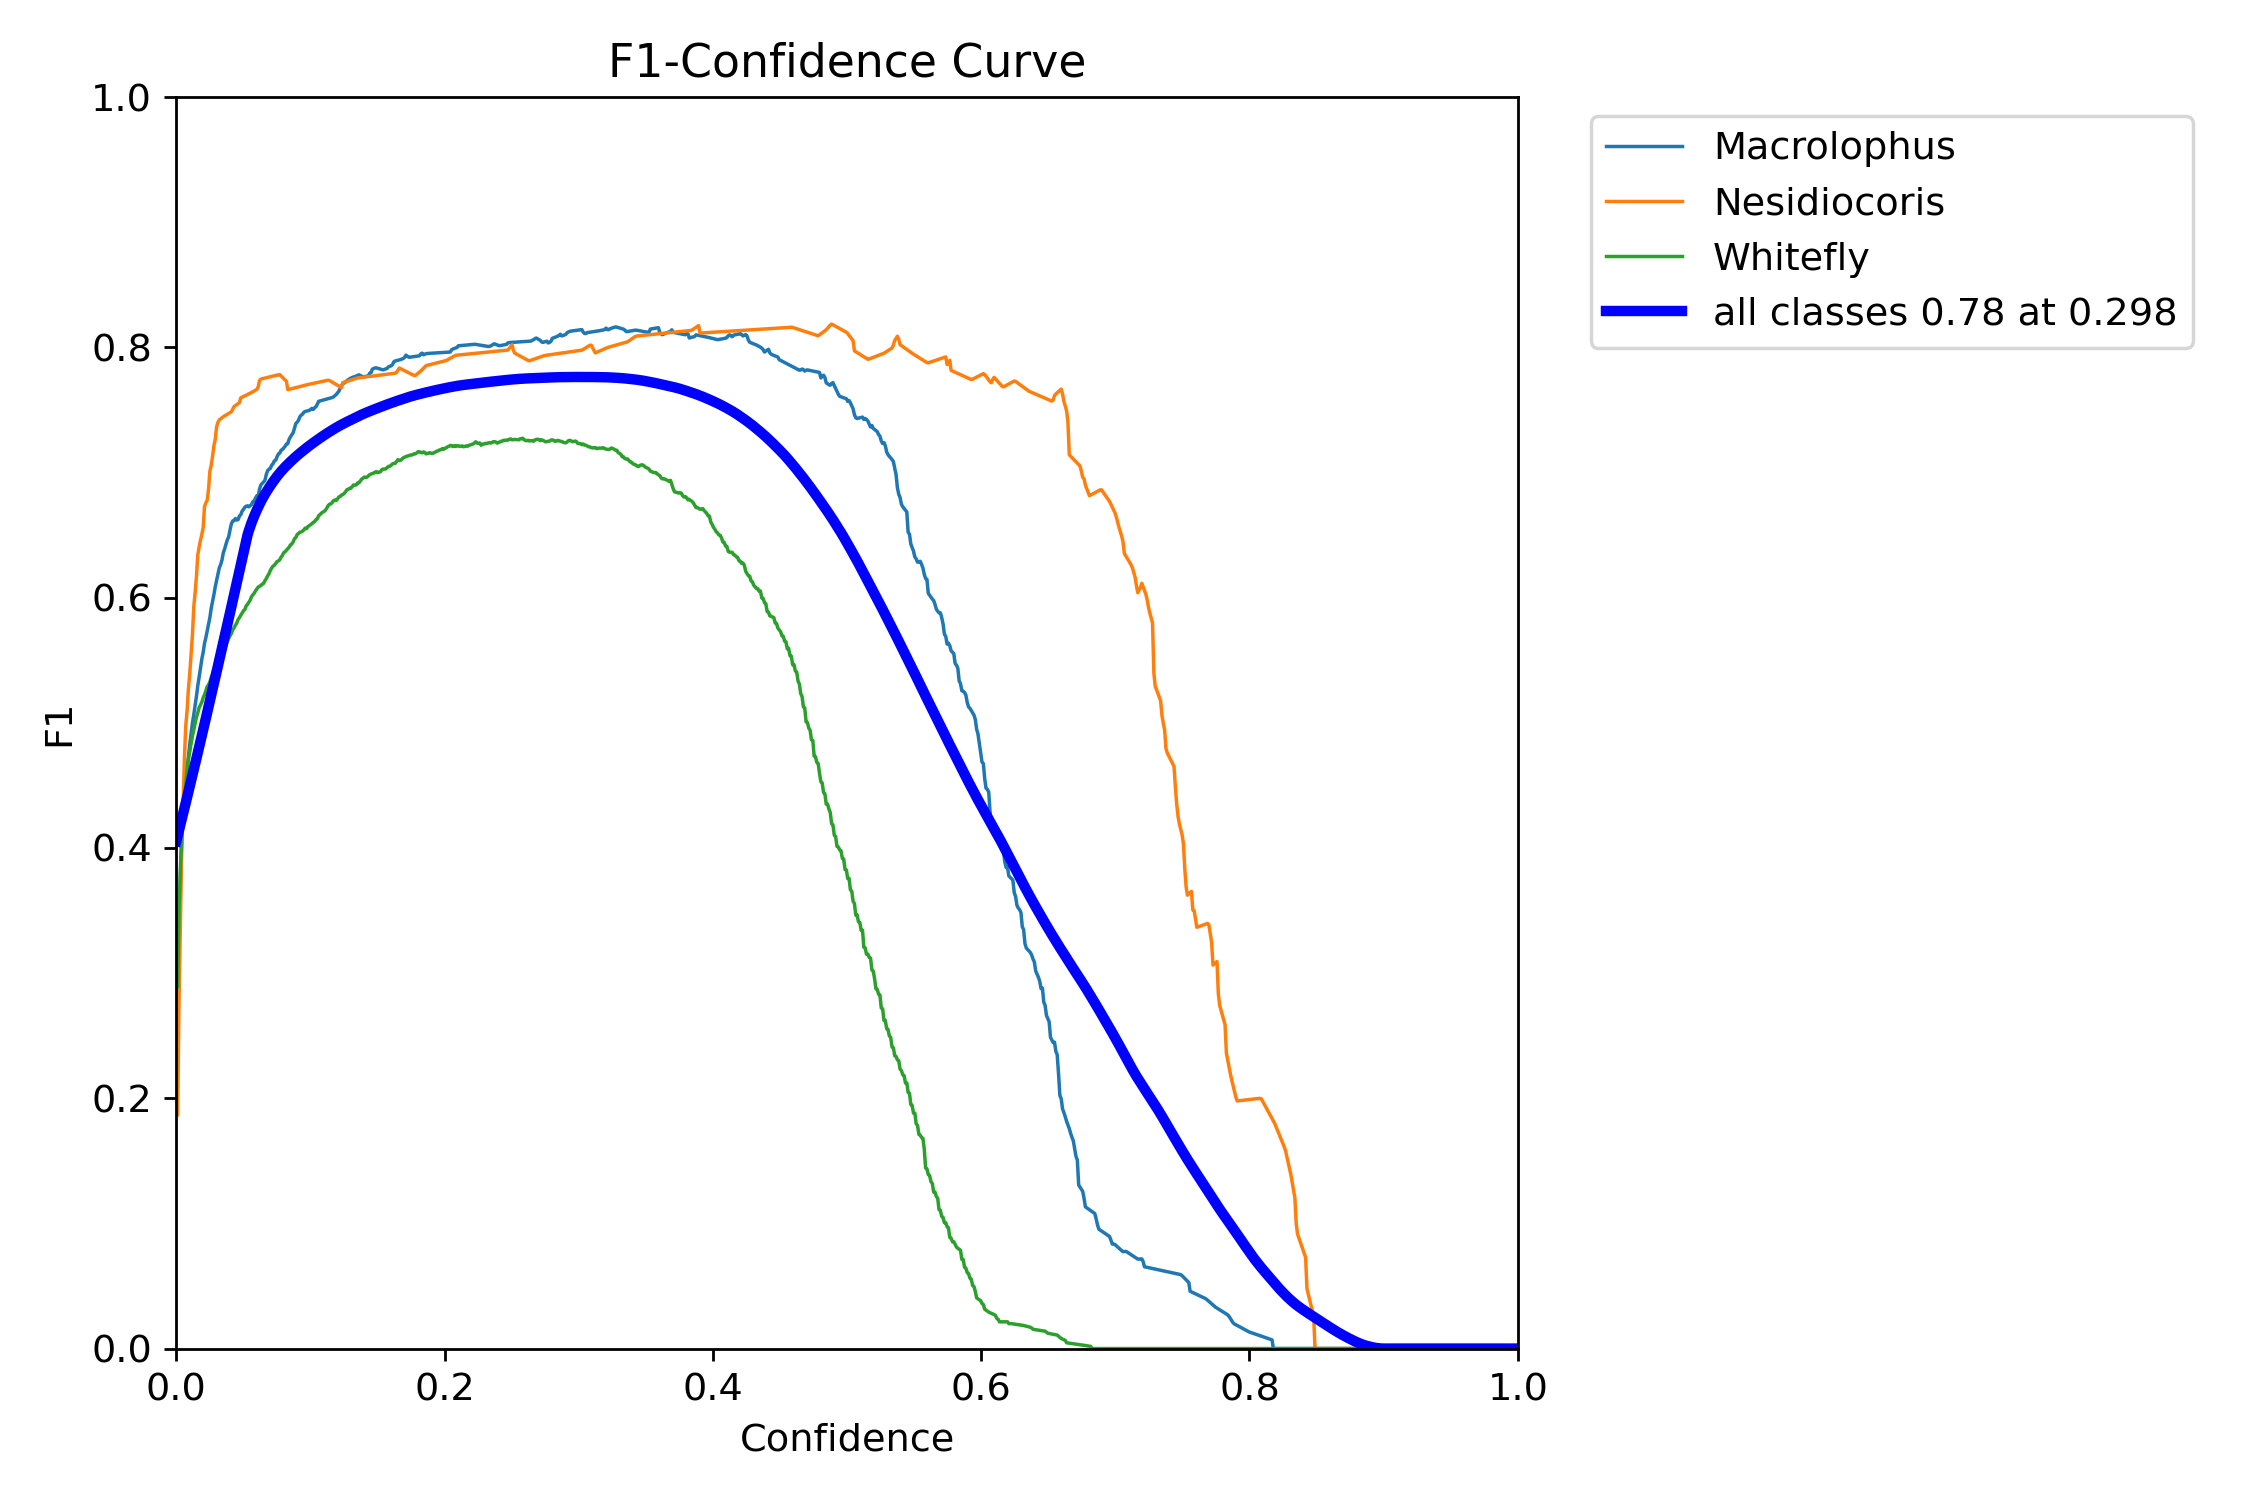 F1-Confidence Curve
1.0
0.8
0.6
0.4
0.2
0.0
F1
0.0 0.2 0.4 0.6 0.8 1.0
Confidence
Macrolophus
Nesidiocoris
Whitefly
all classes 0.78 at 0.298